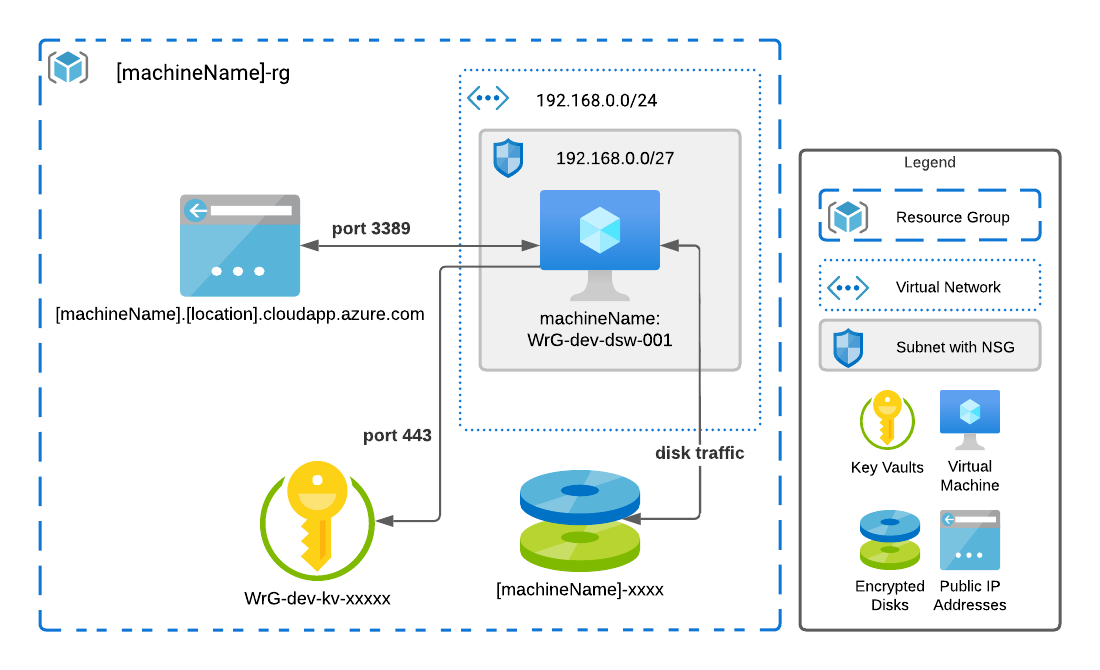 [machineName]-rg
192.168.0.0/24
192.168.0.0/27
port 3389
[machineName].[location].cloudapp.azure.com
machineName:
WrG-dev-dsw-001
port 443
disk traffic
WrG-dev-kv-xxxxx
[machineName]-xxxx
Legend
Resource Group
Virtual Network
Subnet with NSG
Key Vaults
Virtual
Machine
Encrypted
Disks
Public IP
Addresses